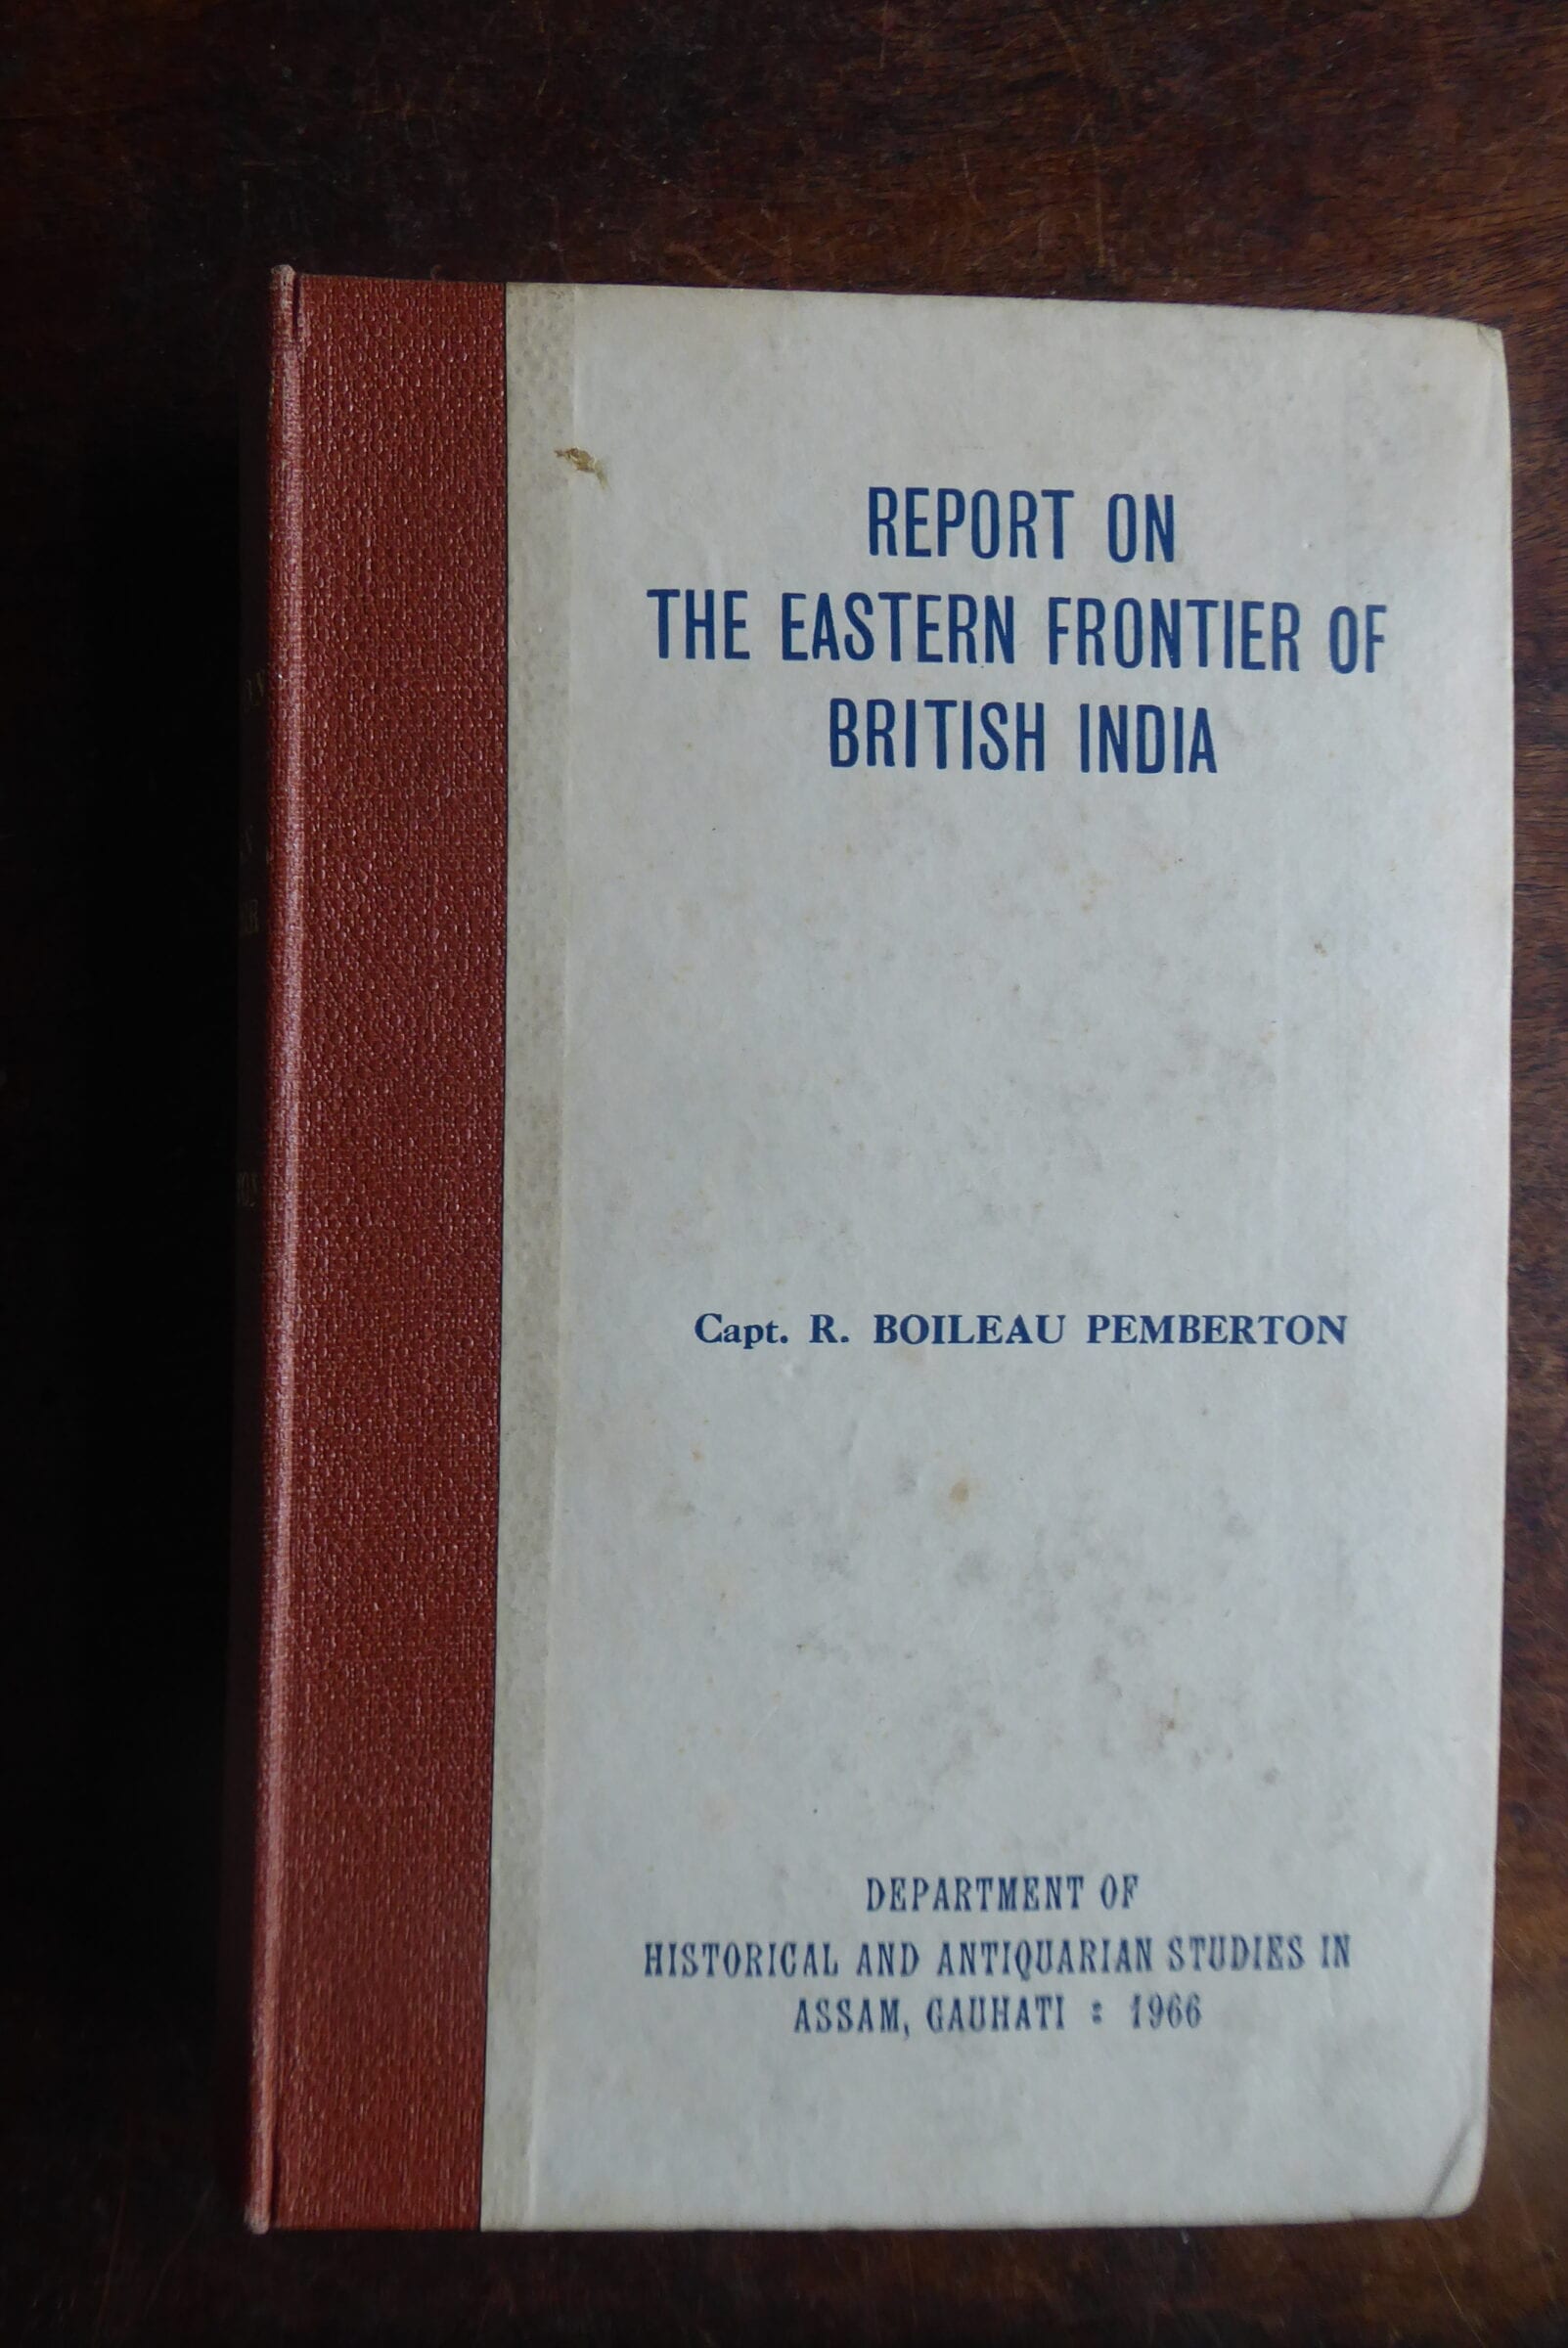 REPORT ON
THE EASTERN FRONTIER OF
BRITISH INDIA
Capt. R. BOILEAU PEMBERTON
DEPARTMENT OF
HISTORICAL AND ANTIQUARIAN STUDIES IN
ASSAM, GAUHATI : 1966